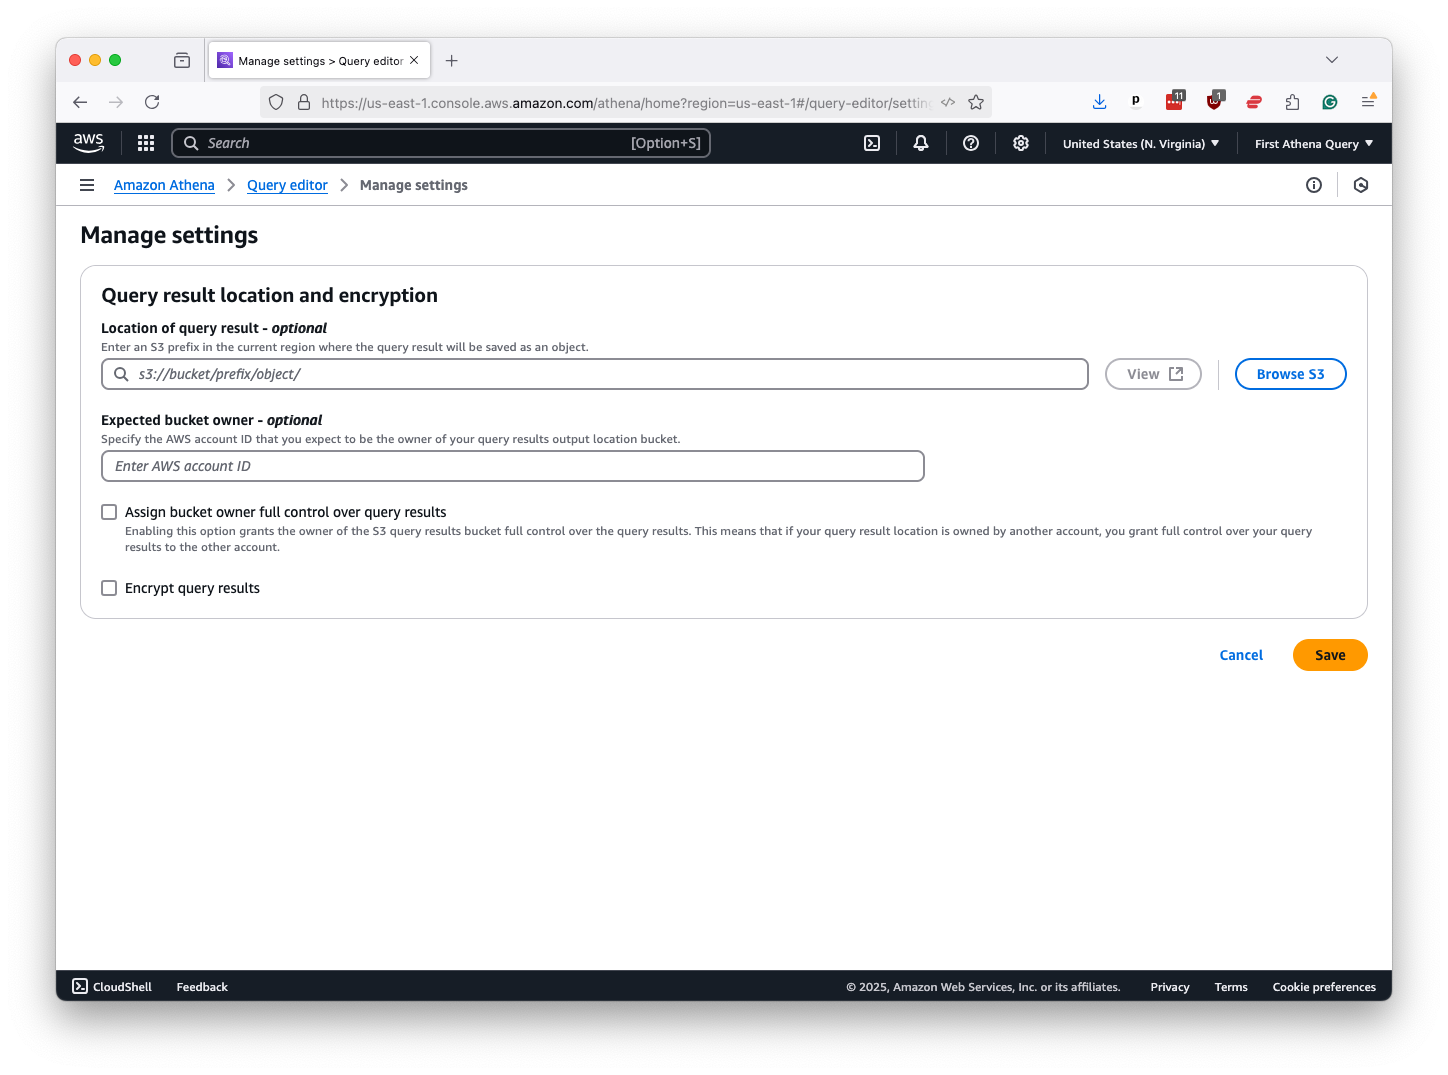 Manage settings > Query editor
https://us-east-1.console.aws.amazon.com/athena/home?region=us-east-1#/query-editor/setting
p
11
1
aws
Search
[Option+S]
United States (N. Virginia)
First Athena Query
Amazon Athena > Query editor > Manage settings
Manage settings
Query result location and encryption
Location of query result - optional
Enter an S3 prefix in the current region where the query result will be saved as an object.
s3://bucket/prefix/object/
View
Browse S3
Expected bucket owner - optional
Specify the AWS account ID that you expect to be the owner of your query results output location bucket.
Enter AWS account ID
Assign bucket owner full control over query results
Enabling this option grants the owner of the S3 query results bucket full control over the query results. This means that if your query result location is owned by another account, you grant full control over your query
results to the other account.
Encrypt query results
Cancel
Save
CloudShell
Feedback
© 2025, Amazon Web Services, Inc. or its affiliates.
Privacy
Terms
Cookie preferences